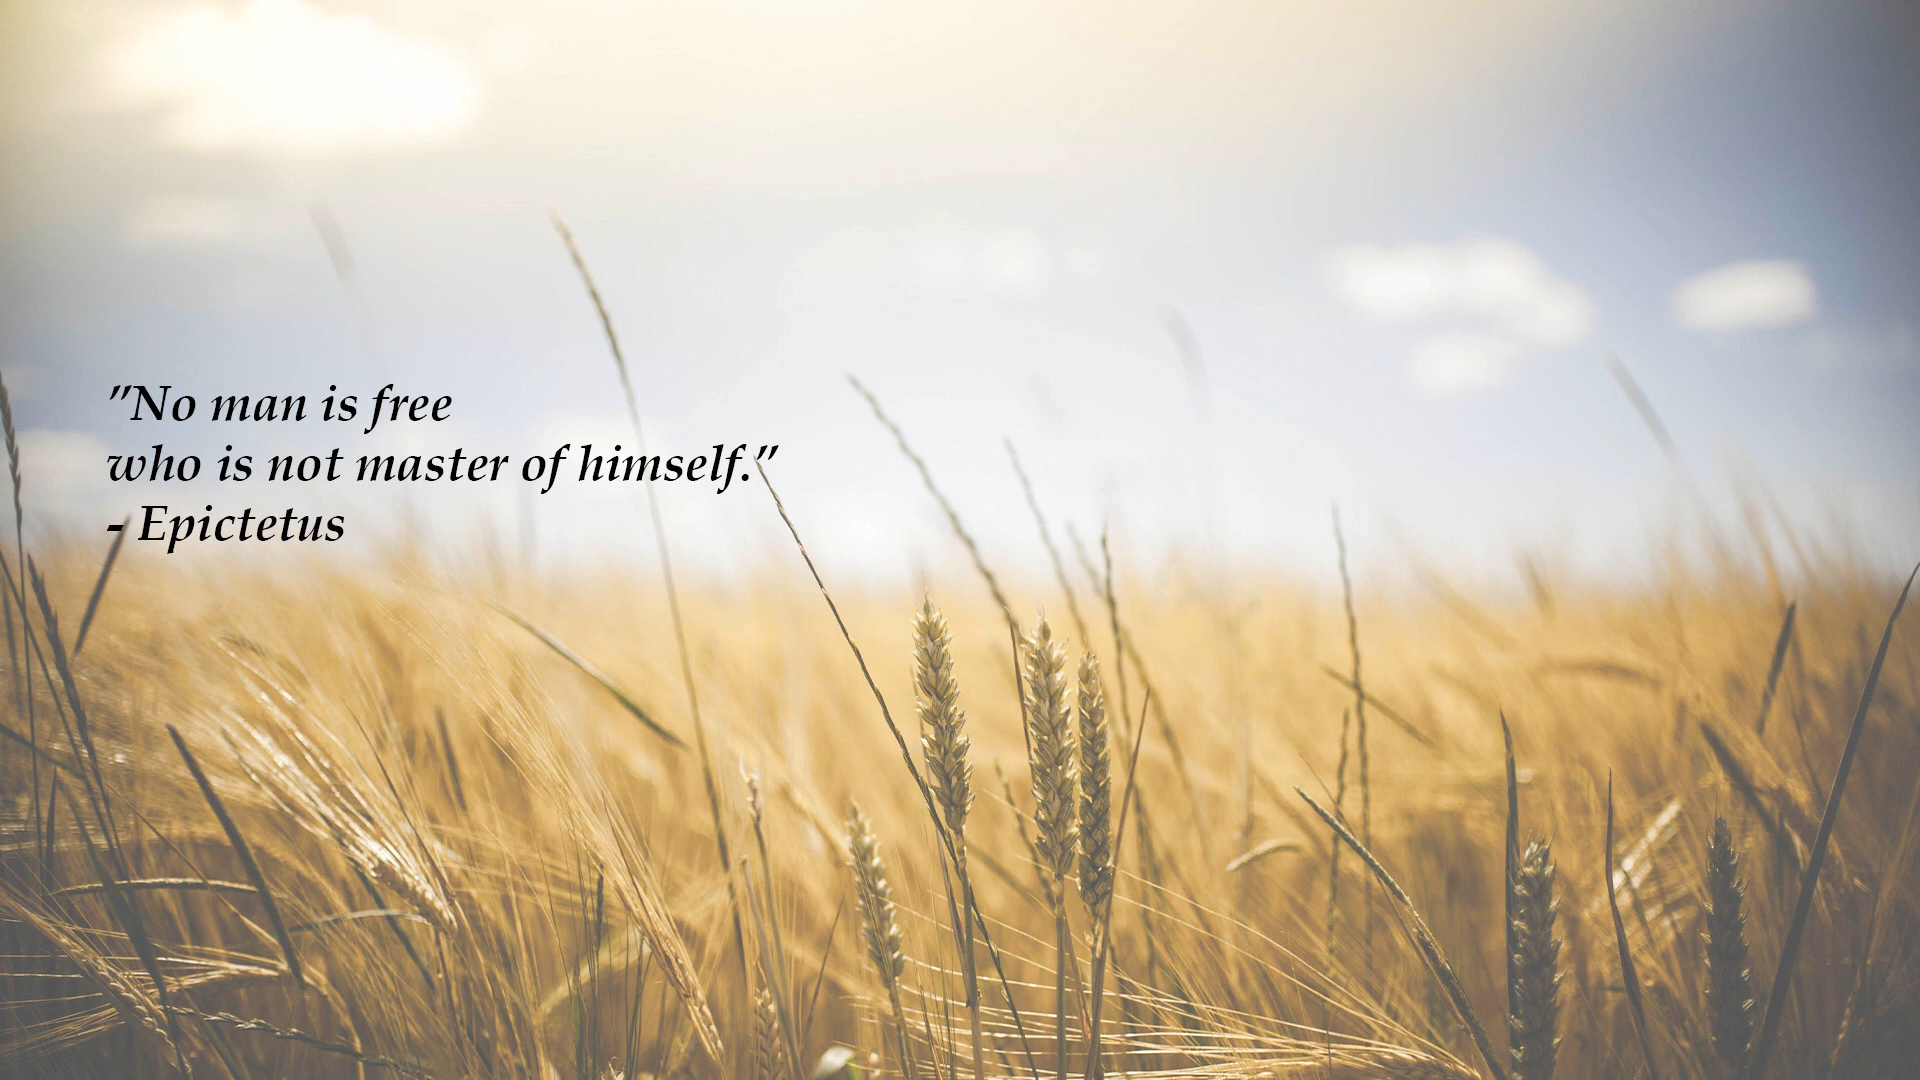 "No man is free
who is not master of himself."
- Epictetus